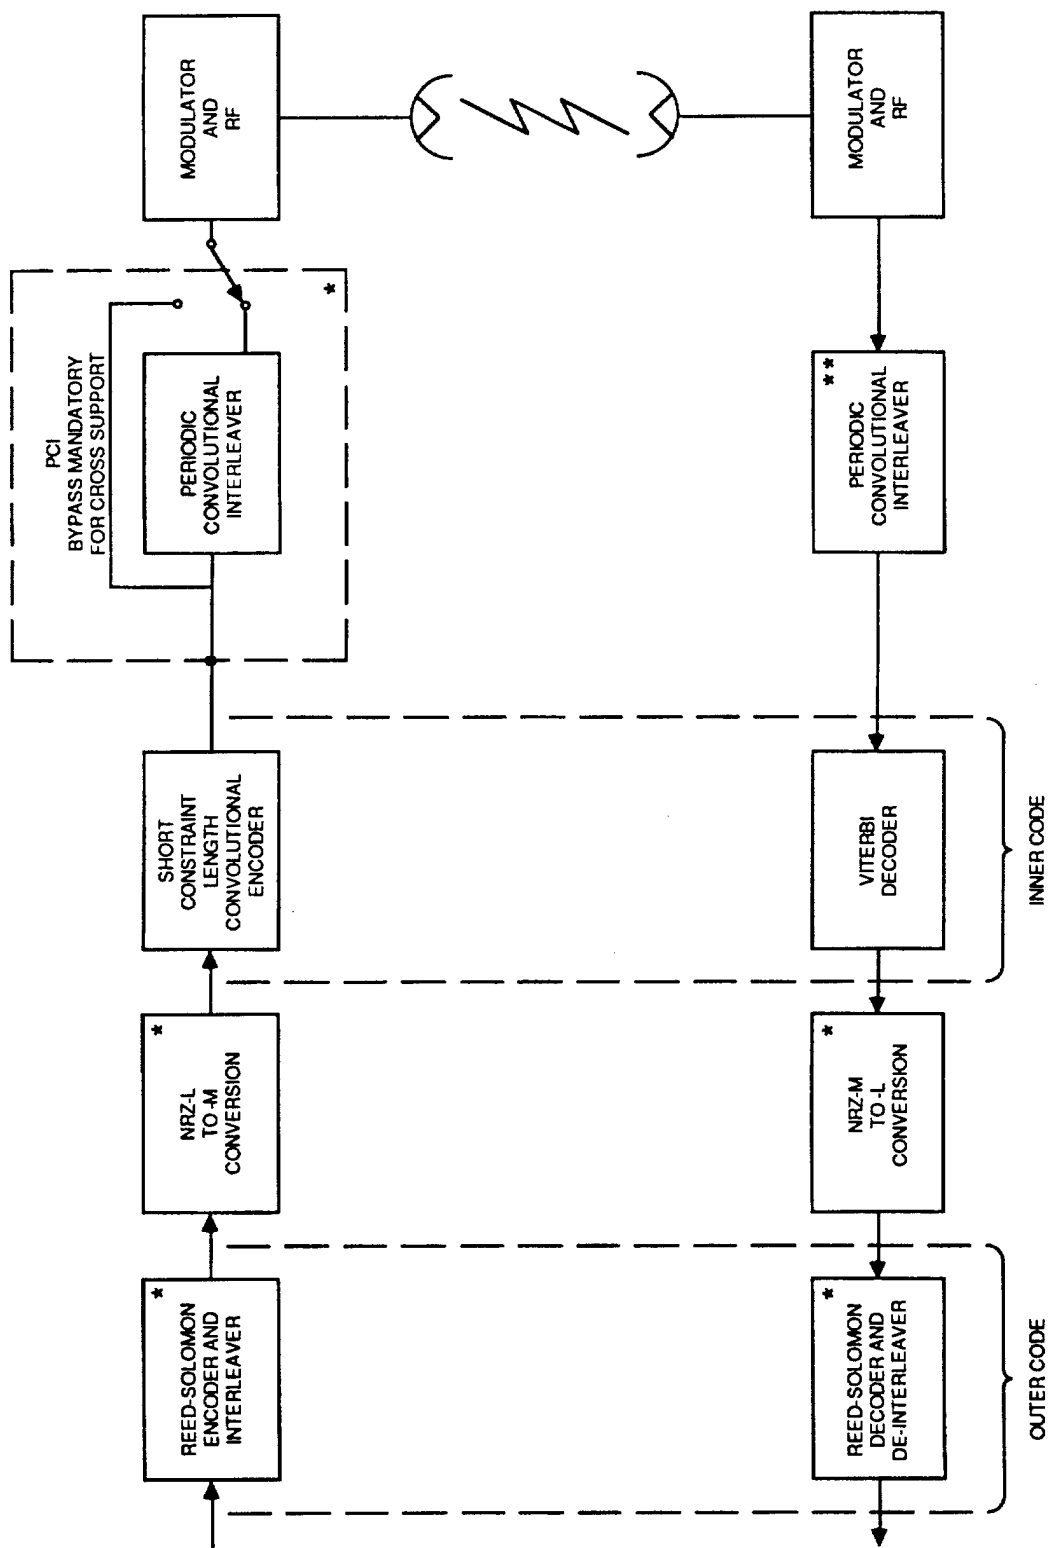 PCI
BYPASS MANDATORY
FOR CROSS SUPPORT
*
REED-SOLOMON
ENCODER AND
INTERLEAVER
*
NRZ-L
TO -M
CONVERSION
*
SHORT
CONSTRAINT
LENGTH
CONVOLUTIONAL
ENCODER
PERIODIC
CONVOLUTIONAL
INTERLEAVER
MODULATOR
AND
RF
REED-SOLOMON
DECODER AND
DE-INTERLEAVER
*
NRZ-M
TO -L
CONVERSION
*
VITERBI
DECODER
PERIODIC
CONVOLUTIONAL
INTERLEAVER
**
MODULATOR
AND
RF
OUTER CODE
INNER CODE